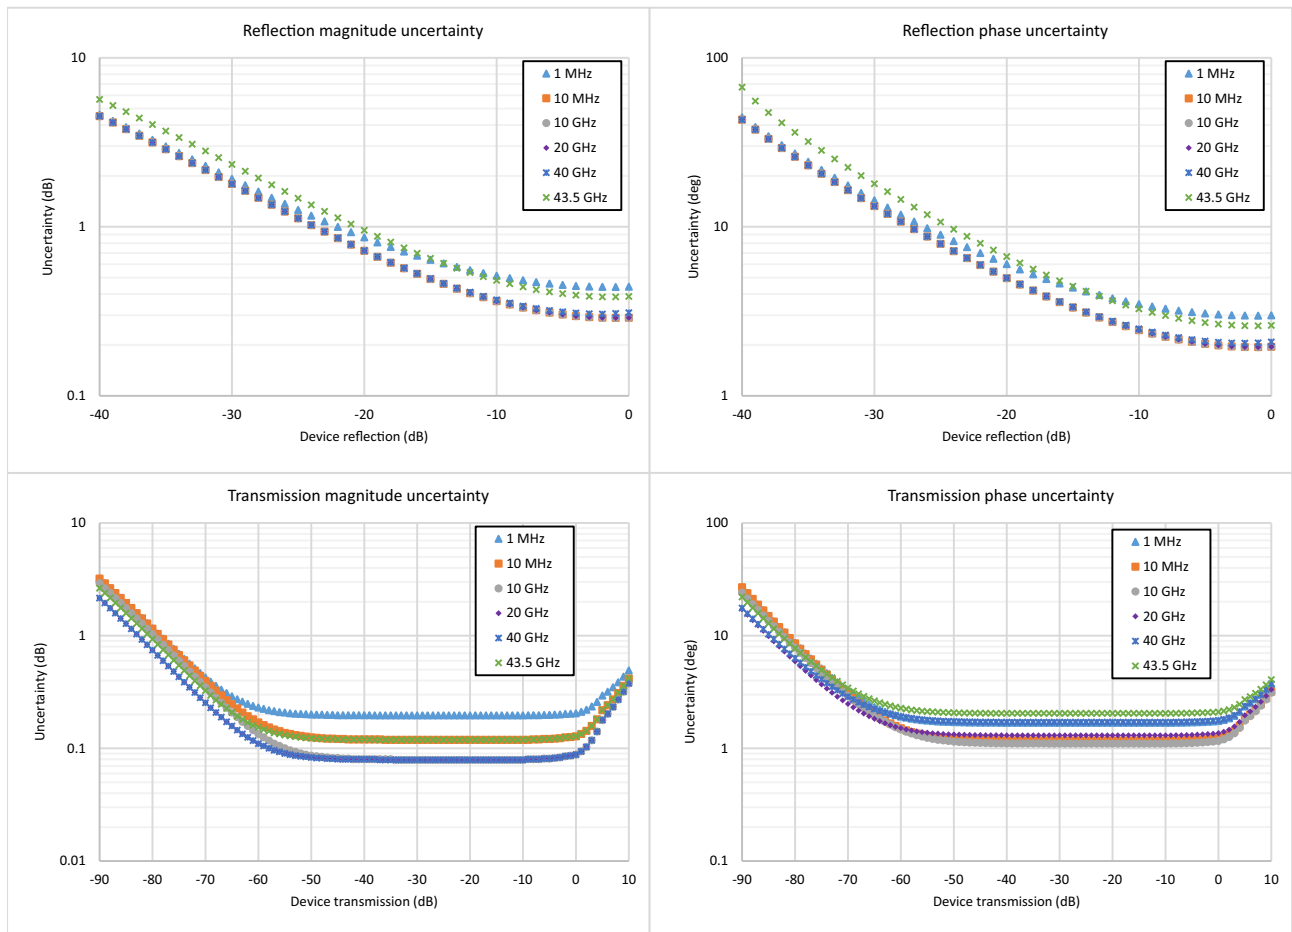 Reflection magnitude uncertainty
10
1
0.1
Uncertainty (dB)
-40 -30 -20 -10 0
Device reflection (dB)
1 MHz
10 MHz
10 GHz
20 GHz
40 GHz
43.5 GHz
Reflection phase uncertainty
100
10
1
Uncertainty (deg)
-40 -30 -20 -10 0
Device reflection (dB)
1 MHz
10 MHz
10 GHz
20 GHz
40 GHz
43.5 GHz
Transmission magnitude uncertainty
10
1
0.1
0.01
Uncertainty (dB)
-90 -80 -70 -60 -50 -40 -30 -20 -10 0 10
Device transmission (dB)
1 MHz
10 MHz
10 GHz
20 GHz
40 GHz
43.5 GHz
Transmission phase uncertainty
100
10
1
0.1
Uncertainty (deg)
-90 -80 -70 -60 -50 -40 -30 -20 -10 0 10
Device transmission (dB)
1 MHz
10 MHz
10 GHz
20 GHz
40 GHz
43.5 GHz